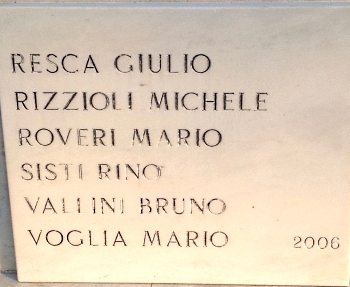 RESCA GIULIO
RIZZIOLI MICHELE
ROVERI MARIO
SISTI RINO
VALLINI BRUNO
VOGLIA MARIO 2006